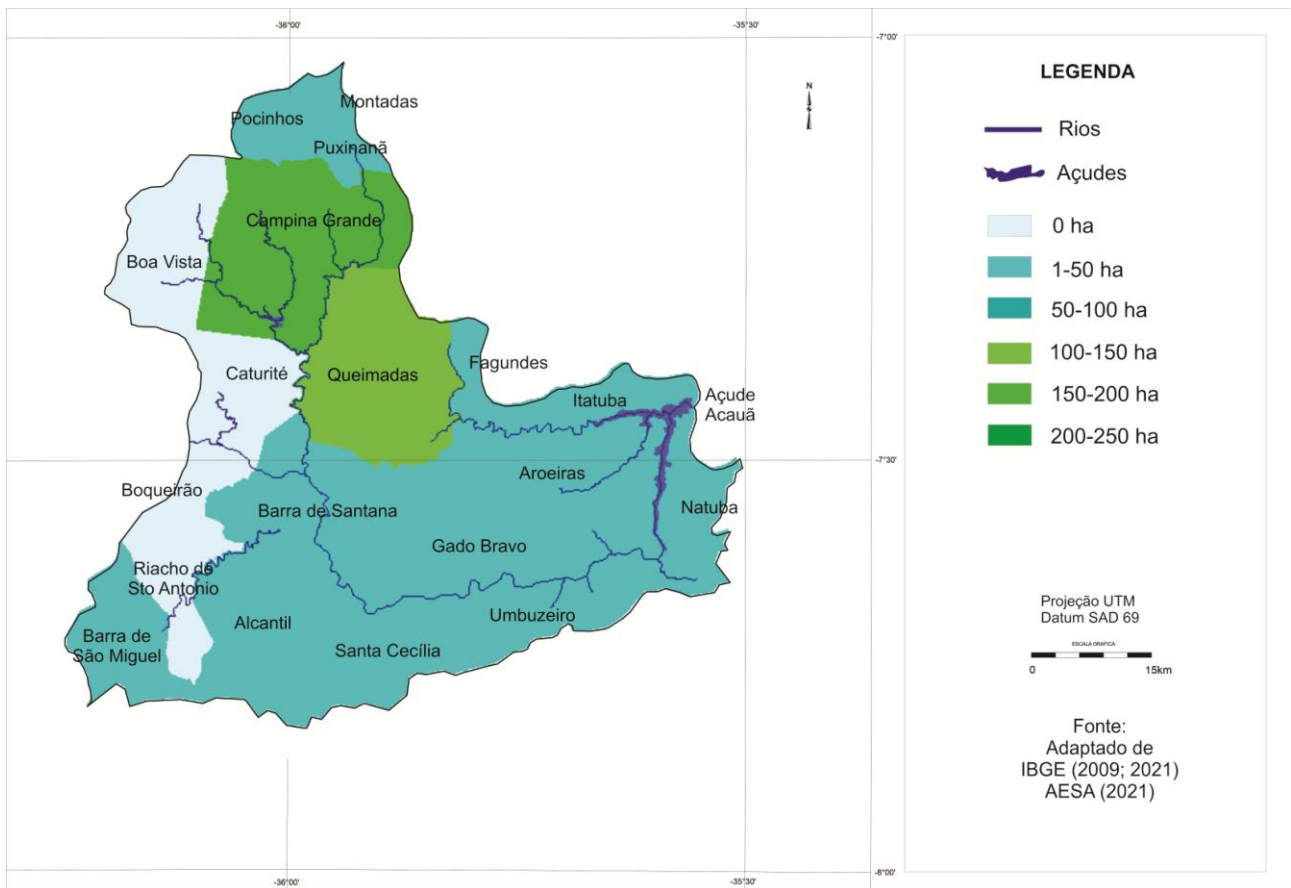 -36°00'
-35°30'
-7°00'
Montadas
Pocinhos
Puxinanã
Campina Grande
Boa Vista
Caturité
Queimadas
Fagundes
Itatuba
Açude
Acauã
-7°30'
Aroeiras
Boqueirão
Barra de Santana
Natuba
Gado Bravo
Riacho de
Sto Antonio
Umbuzeiro
Alcantil
Barra de
São Miguel
Santa Cecília
-36°00'
-35°30'
-8°00'
N
LEGENDA
Rios
Açudes
0 ha
1-50 ha
50-100 ha
100-150 ha
150-200 ha
200-250 ha
Projeção UTM
Datum SAD 69
ESCALA GRAFICA
0 15km
Fonte:
Adaptado de
IBGE (2009; 2021)
AESA (2021)